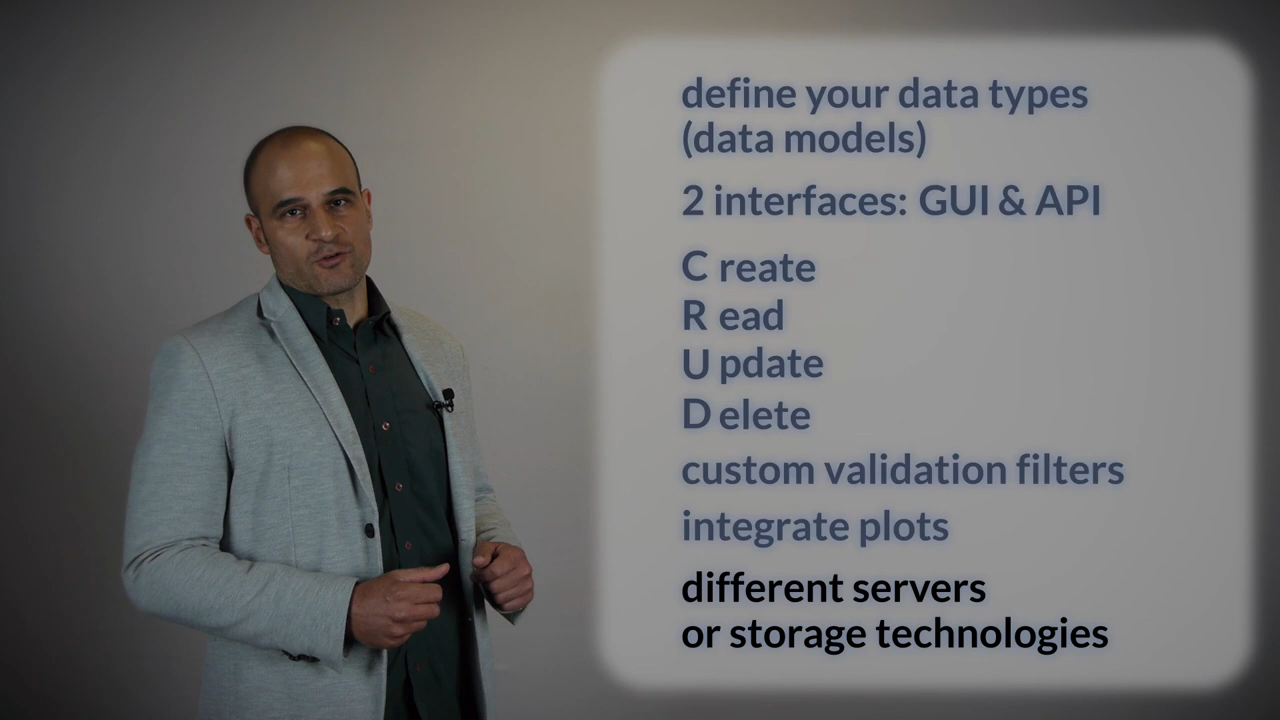 define your data types
(data models)
2 interfaces: GUI & API
C reate
R ead
U pdate
D elete
custom validation filters
integrate plots
different servers
or storage technologies